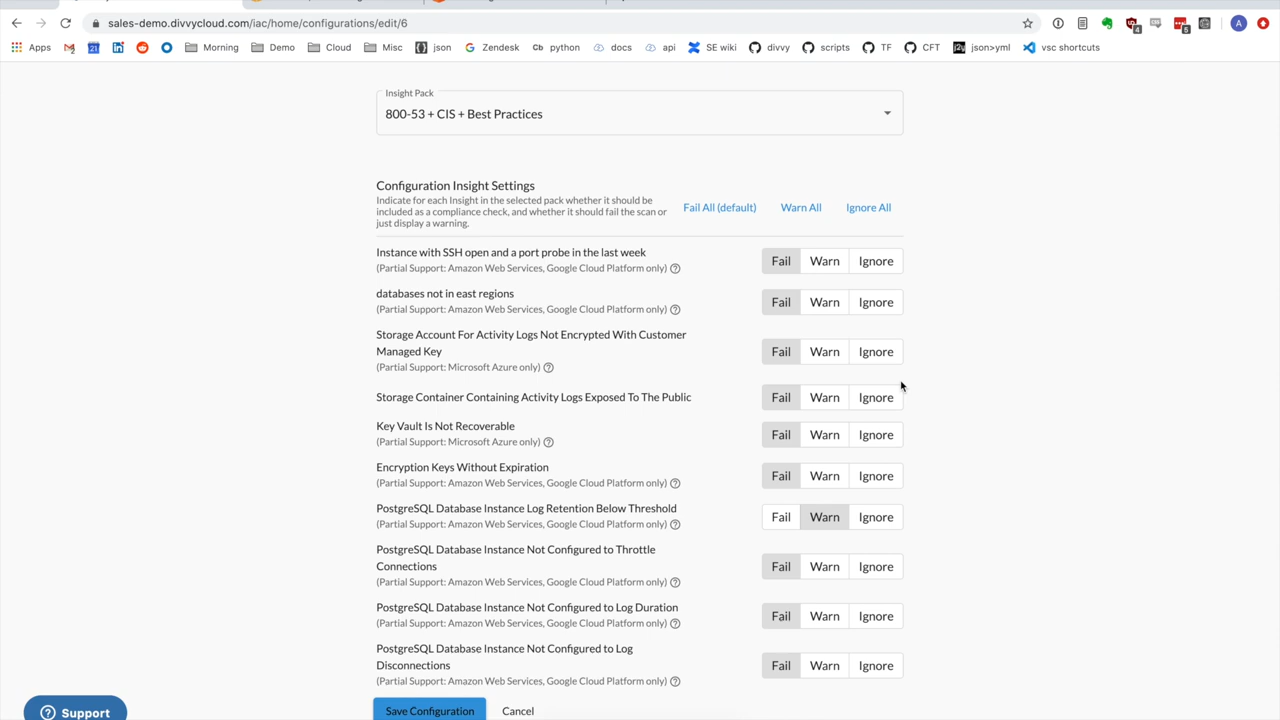 sales-demo.divvycloud.com/iac/home/configurations/edit/6
4
5
A
Apps
21
Morning
Demo
Cloud
Misc
json
Zendesk
Cb python
docs
api
SE wiki
divvy
scripts
TF
CFT
json>yml
vsc shortcuts
Insight Pack
800-53 + CIS + Best Practices
Configuration Insight Settings
Indicate for each Insight in the selected pack whether it should be
included as a compliance check, and whether it should fail the scan or
just display a warning.
Fail All (default)
Warn All
Ignore All
Instance with SSH open and a port probe in the last week
(Partial Support: Amazon Web Services, Google Cloud Platform only)
Fail Warn Ignore
databases not in east regions
(Partial Support: Amazon Web Services, Google Cloud Platform only)
Fail Warn Ignore
Storage Account For Activity Logs Not Encrypted With Customer
Managed Key
(Partial Support: Microsoft Azure only)
Fail Warn Ignore
Storage Container Containing Activity Logs Exposed To The Public
Fail Warn Ignore
Key Vault Is Not Recoverable
(Partial Support: Microsoft Azure only)
Fail Warn Ignore
Encryption Keys Without Expiration
(Partial Support: Amazon Web Services, Google Cloud Platform only)
Fail Warn Ignore
PostgreSQL Database Instance Log Retention Below Threshold
(Partial Support: Amazon Web Services, Google Cloud Platform only)
Fail Warn Ignore
PostgreSQL Database Instance Not Configured to Throttle
Connections
(Partial Support: Amazon Web Services, Google Cloud Platform only)
Fail Warn Ignore
PostgreSQL Database Instance Not Configured to Log Duration
(Partial Support: Amazon Web Services, Google Cloud Platform only)
Fail Warn Ignore
PostgreSQL Database Instance Not Configured to Log
Disconnections
(Partial Support: Amazon Web Services, Google Cloud Platform only)
Fail Warn Ignore
Save Configuration
Cancel
Support